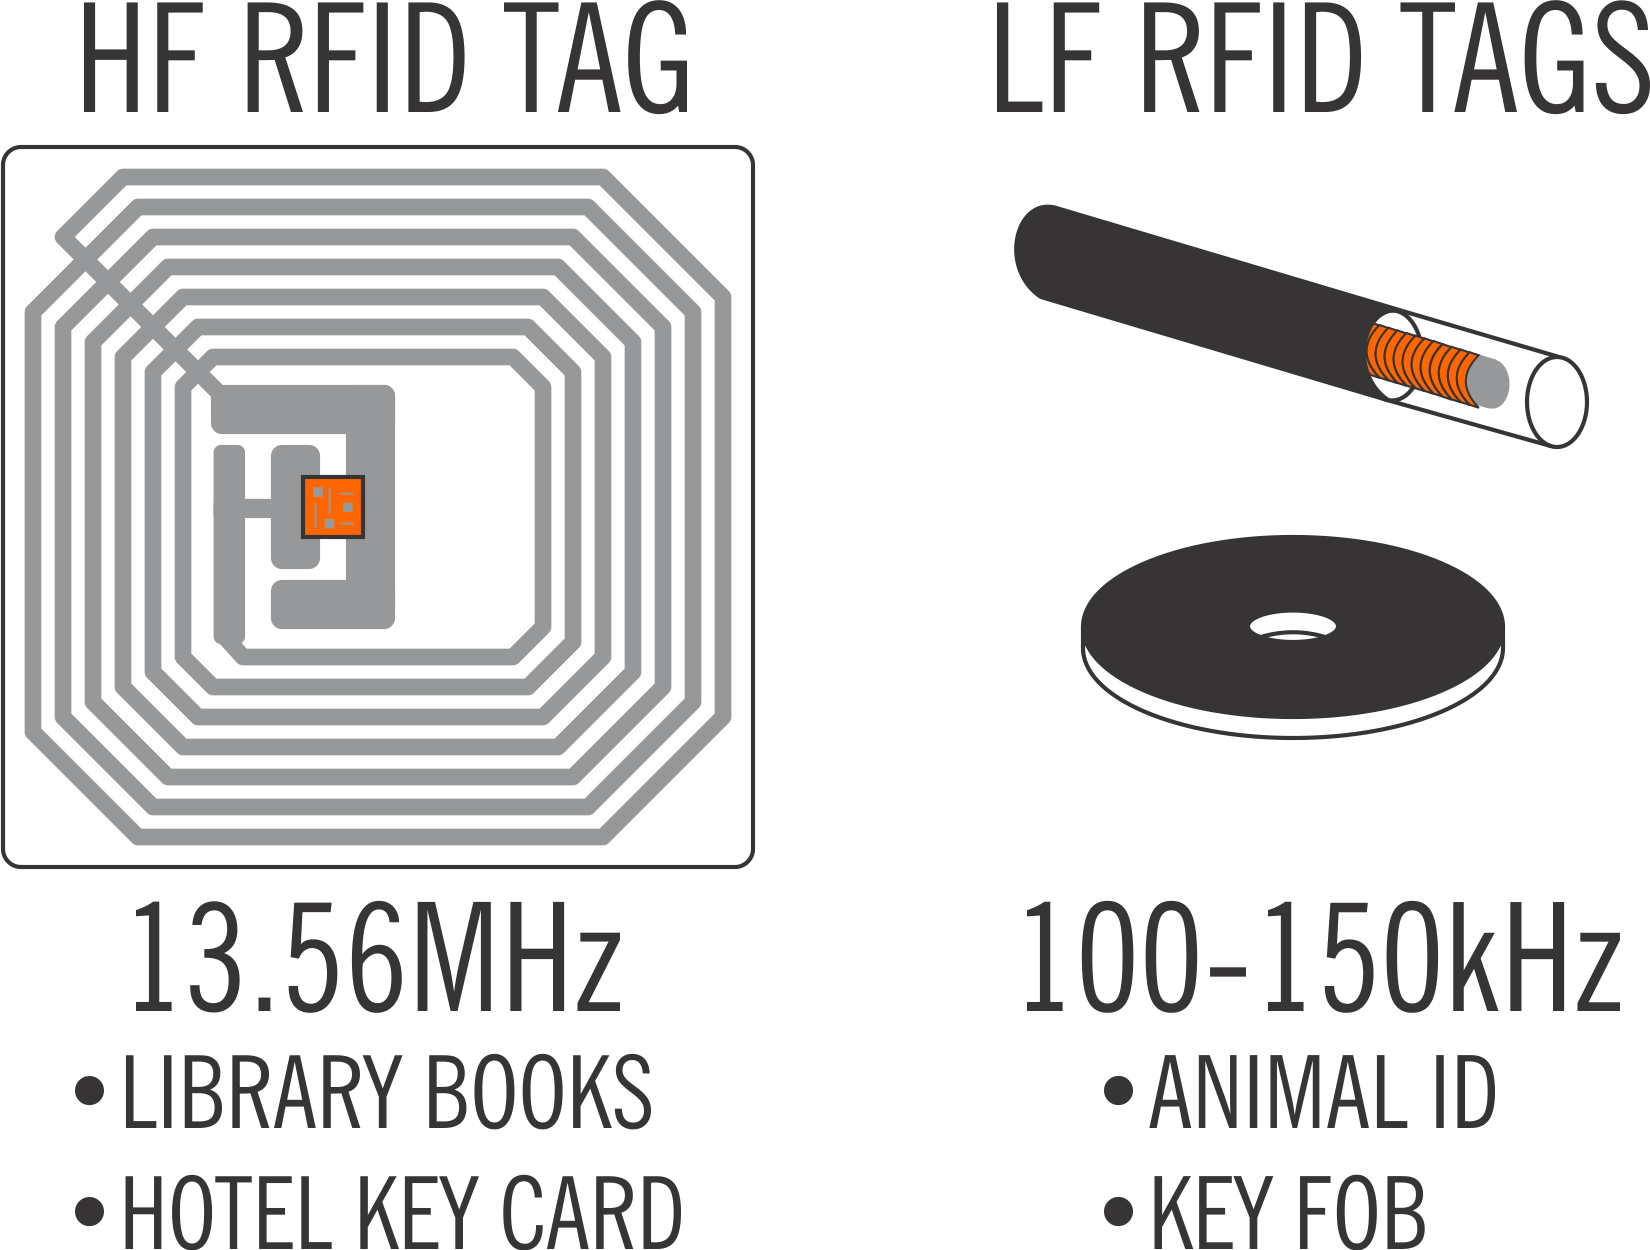 HF RFID TAG
13.56MHz
• LIBRARY BOOKS
• HOTEL KEY CARD
LF RFID TAGS
100-150kHz
• ANIMAL ID
• KEY FOB